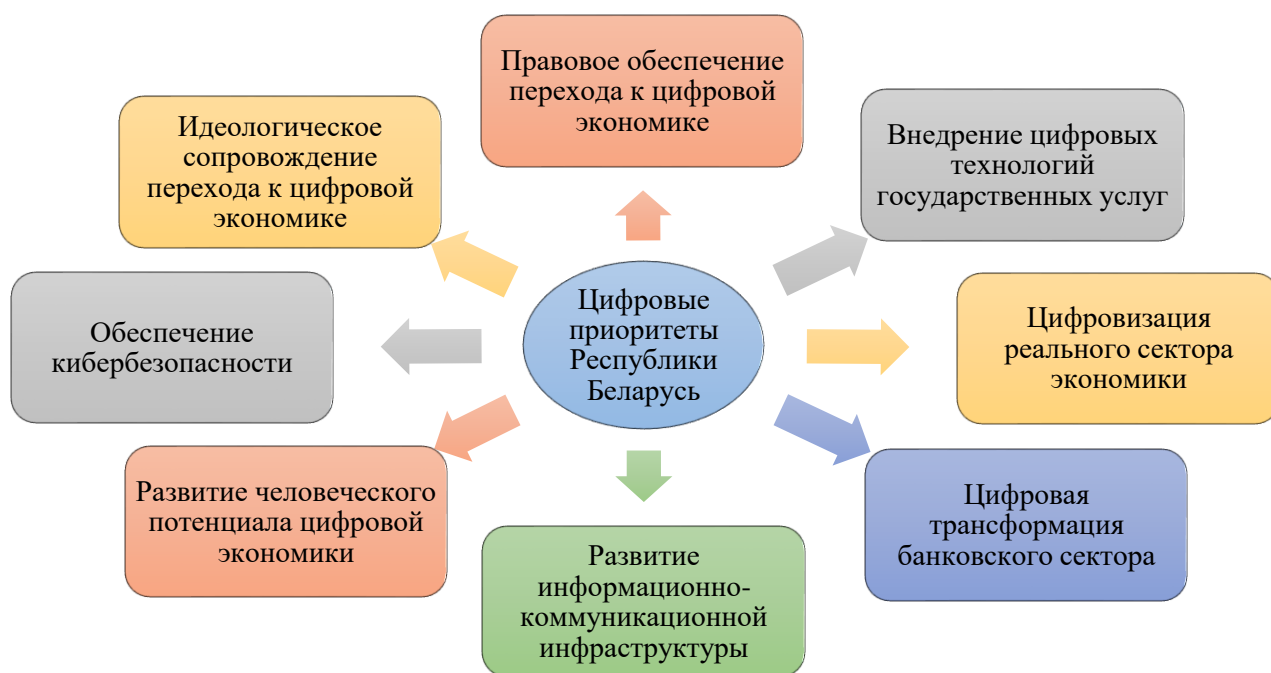 Правовое обеспечение
перехода к цифровой
экономике
Идеологическое
сопровождение
перехода к цифровой
экономике
Внедрение цифровых
технологий
государственных услуг
Обеспечение
кибербезопасности
Цифровые
приоритеты
Республики
Беларусь
Цифровизация
реального сектора
экономики
Развитие человеческого
потенциала цифровой
экономики
Цифровая
трансформация
банковского сектора
Развитие
информационно-
коммуникационной
инфраструктуры